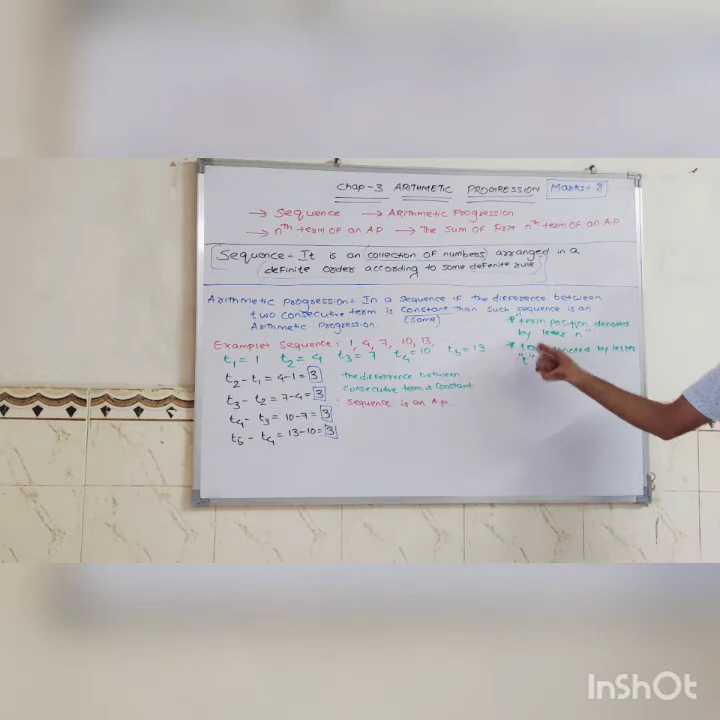 Chap-3 ARITHMETIC PROGRESSION Marks-8
→ Sequence → ARithmetic Progression
→ nth term OF an AP → The Sum OF First nth term OF an AP
Sequence - It is an collection of numbers arranged in a
definite order according to some defenite rule
Arithmetic progression:- In a sequence if the difference between
two consecutive term is constant than such sequence is an
Arithmetic progression. (same)
* "term position denoted
by letter n"
Example:- Sequence: 1, 4, 7, 10, 13,
t1 = 1 t2 = 4 t3 = 7 t4 = 10 t5 = 13
* denoted by letter
"t"
t2 - t1 = 4-1 = 3
t3 - t2 = 7-4 = 3
t4 - t3 = 10-7 = 3
t5 - t4 = 13-10 = 3
the difference between
consecutive term a constant
Sequence is an A.p.
InShOt